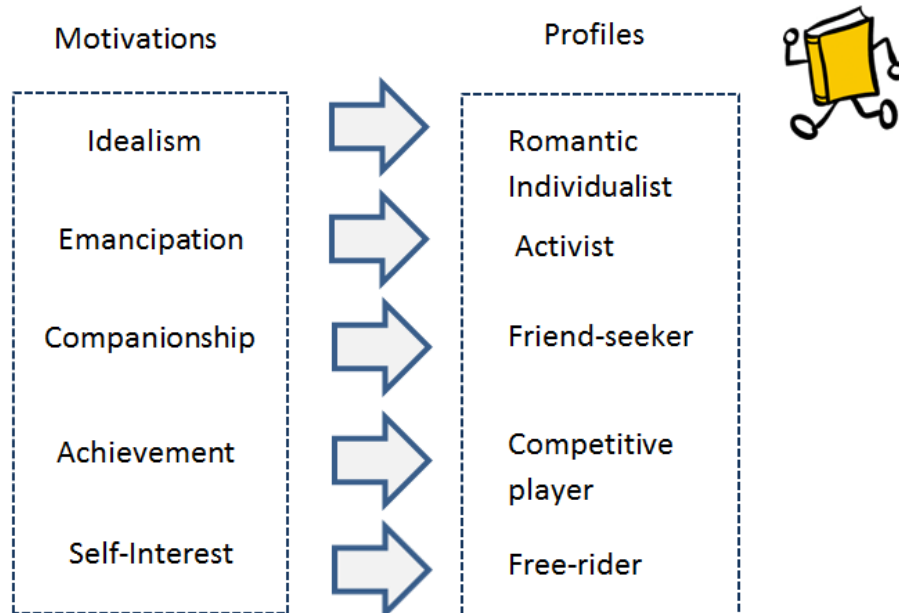 Motivations
Profiles
Idealism
Romantic
Individualist
Emancipation
Activist
Companionship
Friend-seeker
Achievement
Competitive
player
Self-Interest
Free-rider